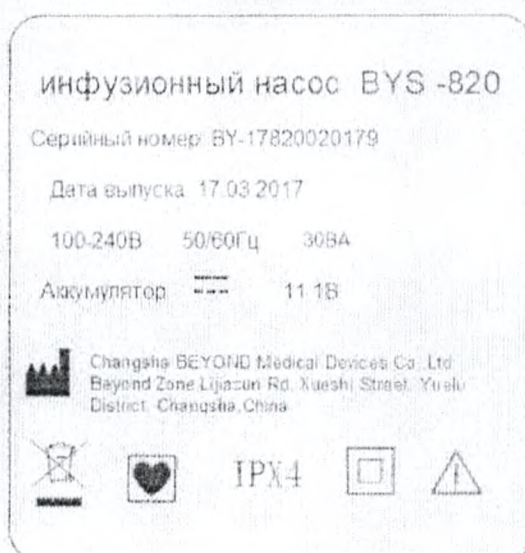 инфузионный насос BYS -820
Серийный номер BY-17820020179
Дата выпуска 17.03.2017
100-240В 50/60Гц 30ВА
Аккумулятор 11.1В
Changsha BEYOND Medical Devices Co.,Ltd
Beyond Zone Lijiacun Rd, Xueshi Street, Yuelu
District, Changsha,China
IPX4